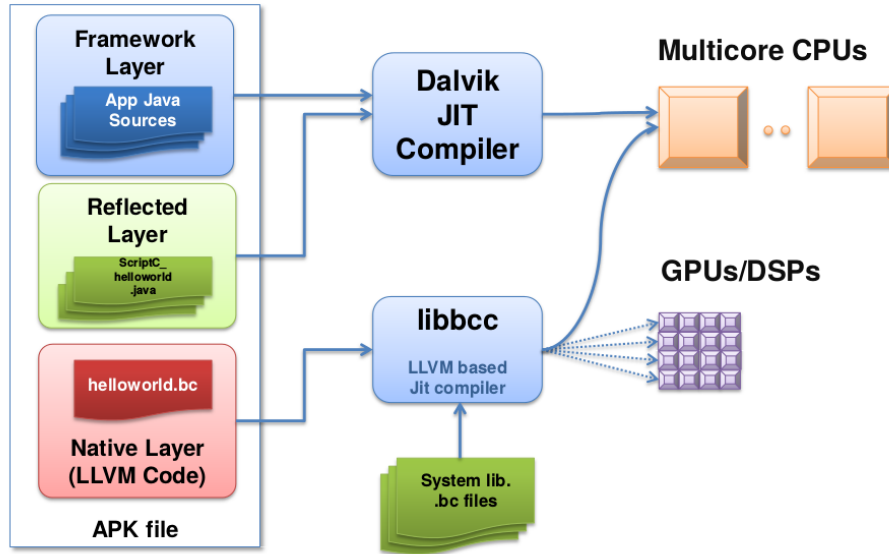 Framework
Layer
App Java
Sources
Reflected
Layer
ScriptC_
helloworld
.java
helloworld.bc
Native Layer
(LLVM Code)
APK file
Dalvik
JIT
Compiler
libbcc
LLVM based
Jit compiler
System lib.
.bc files
Multicore CPUs
GPUs/DSPs